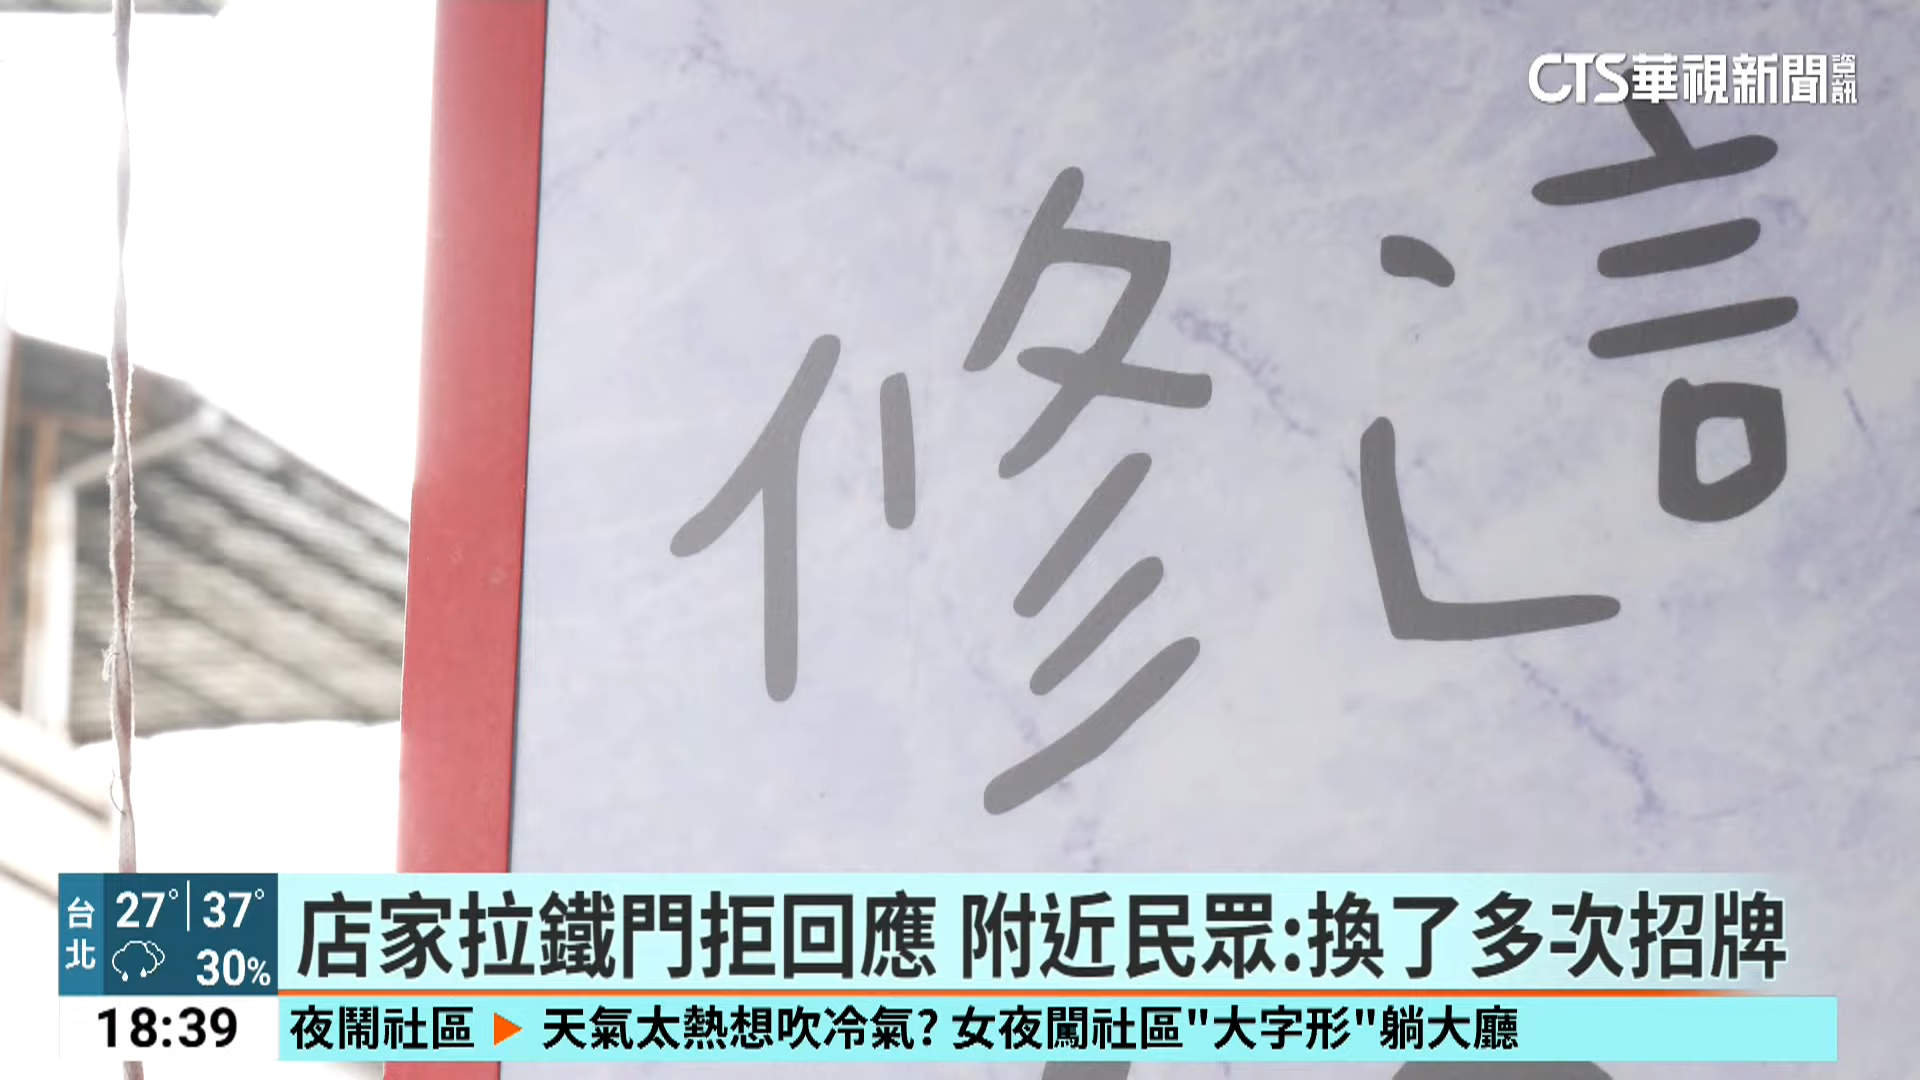 CTS華視新聞資訊
修這
台北 27° 37° 30%
店家拉鐵門拒回應 附近民眾:換了多次招牌
18:39
夜鬧社區 ▶ 天氣太熱想吹冷氣? 女夜闖社區"大字形"躺大廳